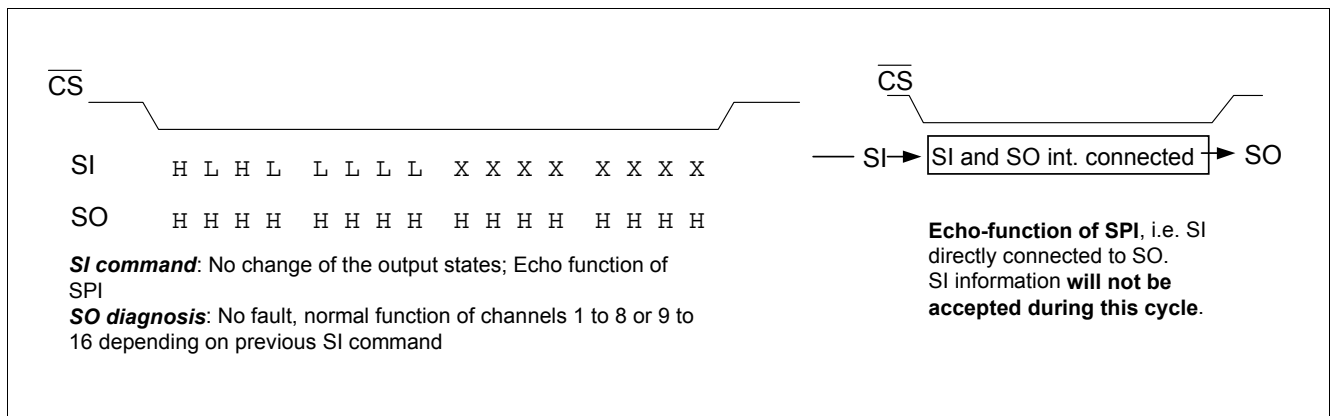 CS
SI H L H L L L L L X X X X X X X X
SO H H H H H H H H H H H H H H H H
SI command: No change of the output states; Echo function of
SPI
SO diagnosis: No fault, normal function of channels 1 to 8 or 9 to
16 depending on previous SI command
CS
SI SI and SO int. connected SO
Echo-function of SPI, i.e. SI
directly connected to SO.
SI information will not be
accepted during this cycle.